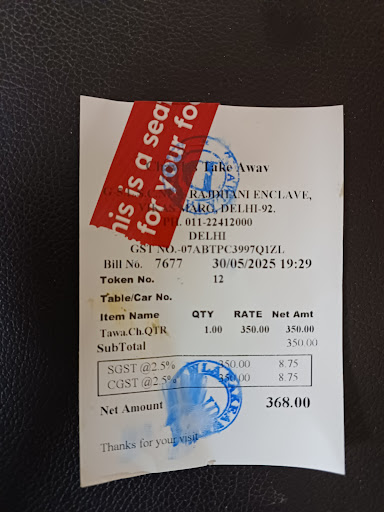 his is a sea
for your foo
Take Away
RAJDHANI ENCLAVE,
MARG, DELHI-92.
PH. 011-22412000
DELHI
GST NO.-07ABTPC3997Q1ZL
Bill No. 7677 30/05/2025 19:29
Token No. 12
Table/Car No.
Item Name QTY RATE Net Amt
Tawa.Ch.QTR 1.00 350.00 350.00
SubTotal 350.00
SGST @2.5% 350.00 8.75
CGST @2.5% 350.00 8.75
Net Amount 368.00
Thanks for your visit